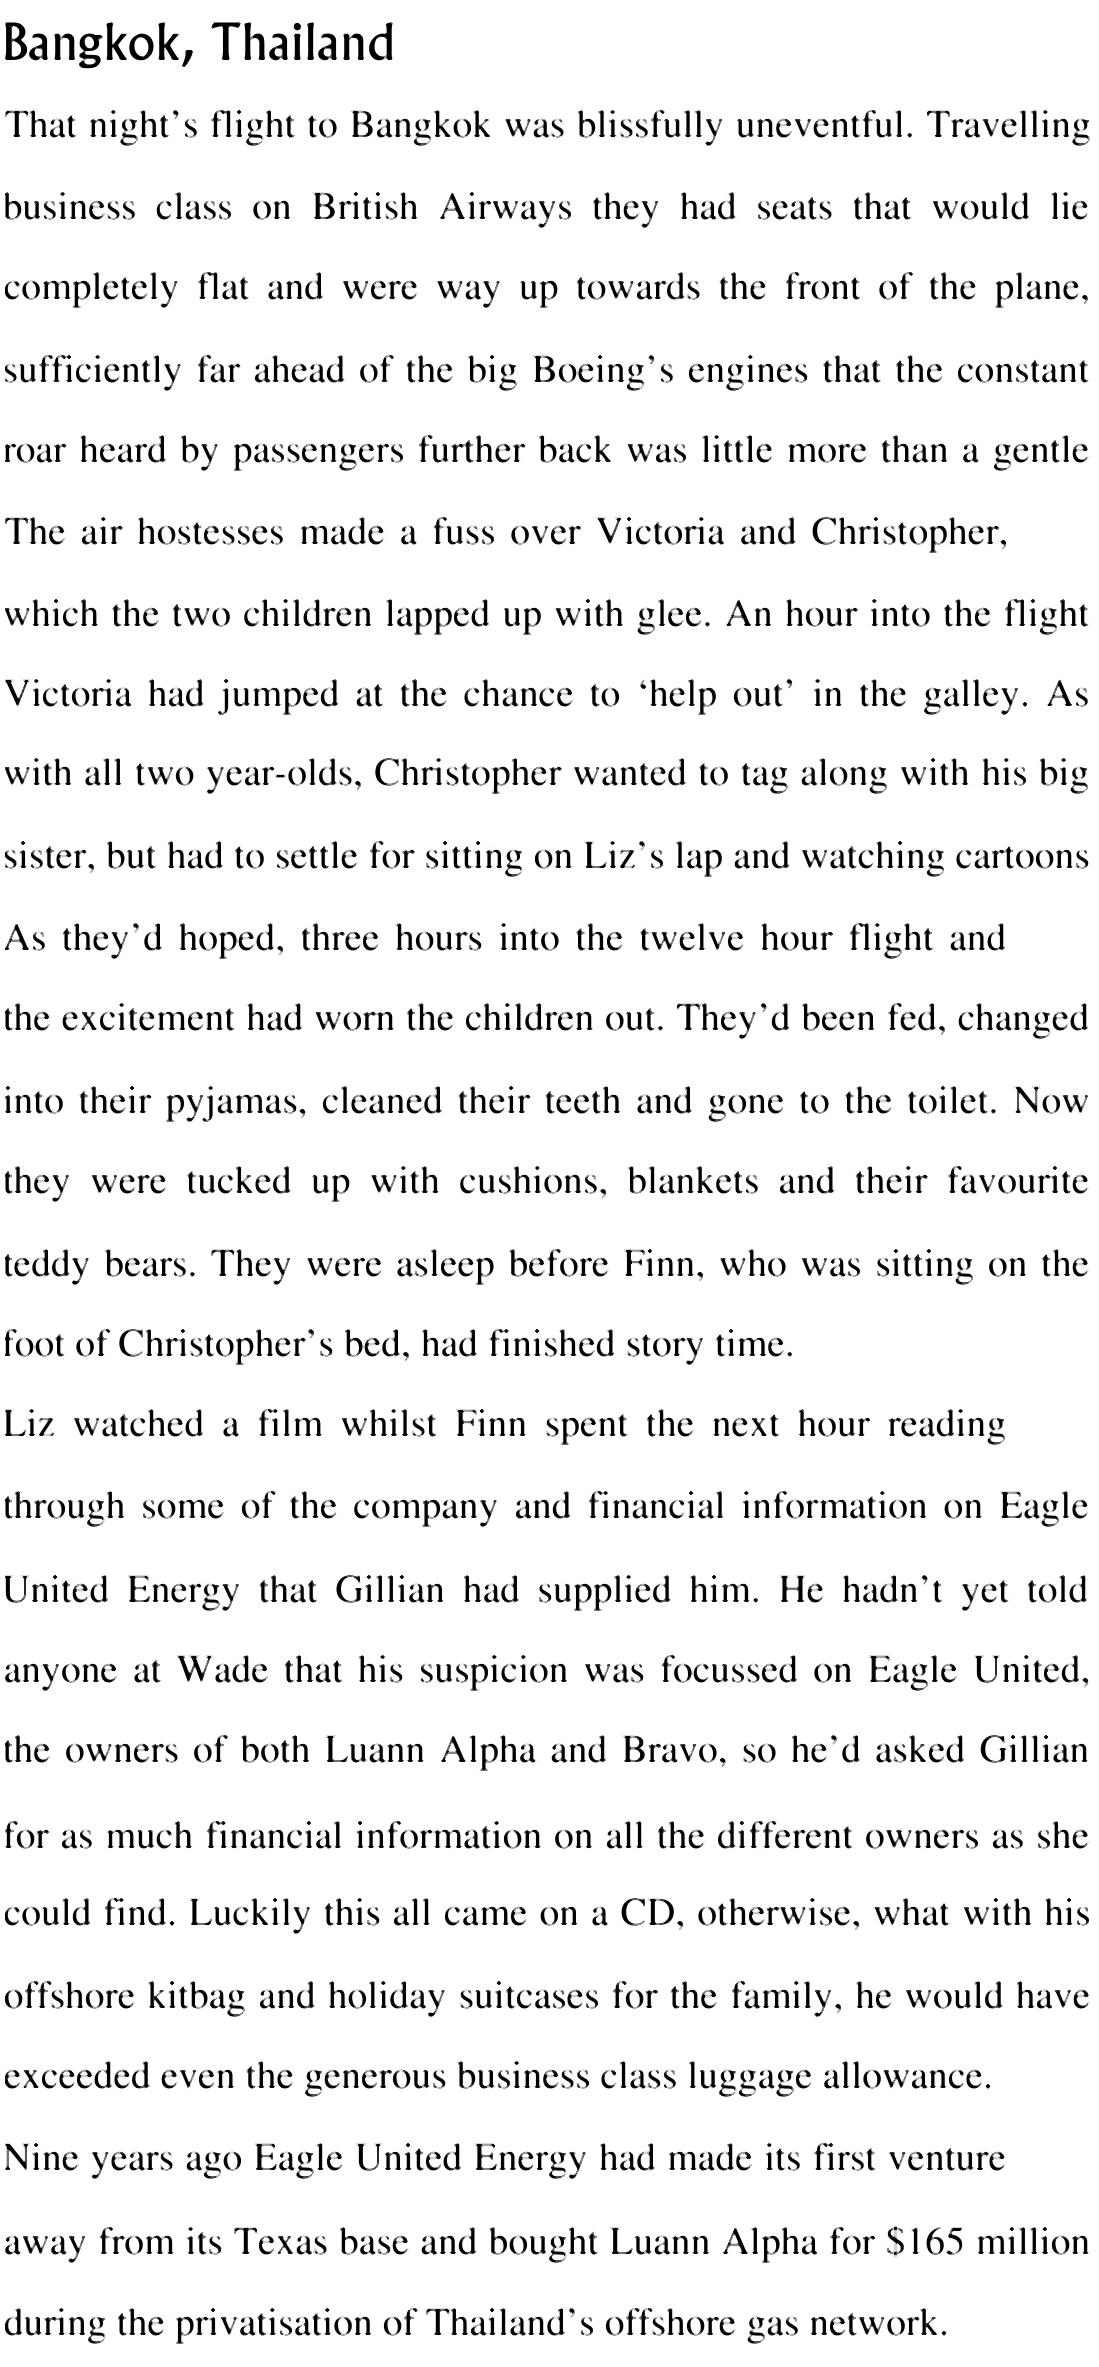 Bangkok, Thailand
That night’s flight to Bangkok was blissfully uneventful. Travelling
business class on British Airways they had seats that would lie
completely flat and were way up towards the front of the plane,
sufficiently far ahead of the big Boeing’s engines that the constant
roar heard by passengers further back was little more than a gentle
The air hostesses made a fuss over Victoria and Christopher,
which the two children lapped up with glee. An hour into the flight
Victoria had jumped at the chance to ‘help out’ in the galley. As
with all two year-olds, Christopher wanted to tag along with his big
sister, but had to settle for sitting on Liz’s lap and watching cartoons
As they’d hoped, three hours into the twelve hour flight and
the excitement had worn the children out. They’d been fed, changed
into their pyjamas, cleaned their teeth and gone to the toilet. Now
they were tucked up with cushions, blankets and their favourite
teddy bears. They were asleep before Finn, who was sitting on the
foot of Christopher’s bed, had finished story time.
Liz watched a film whilst Finn spent the next hour reading
through some of the company and financial information on Eagle
United Energy that Gillian had supplied him. He hadn’t yet told
anyone at Wade that his suspicion was focussed on Eagle United,
the owners of both Luann Alpha and Bravo, so he’d asked Gillian
for as much financial information on all the different owners as she
could find. Luckily this all came on a CD, otherwise, what with his
offshore kitbag and holiday suitcases for the family, he would have
exceeded even the generous business class luggage allowance.
Nine years ago Eagle United Energy had made its first venture
away from its Texas base and bought Luann Alpha for $165 million
during the privatisation of Thailand’s offshore gas network.